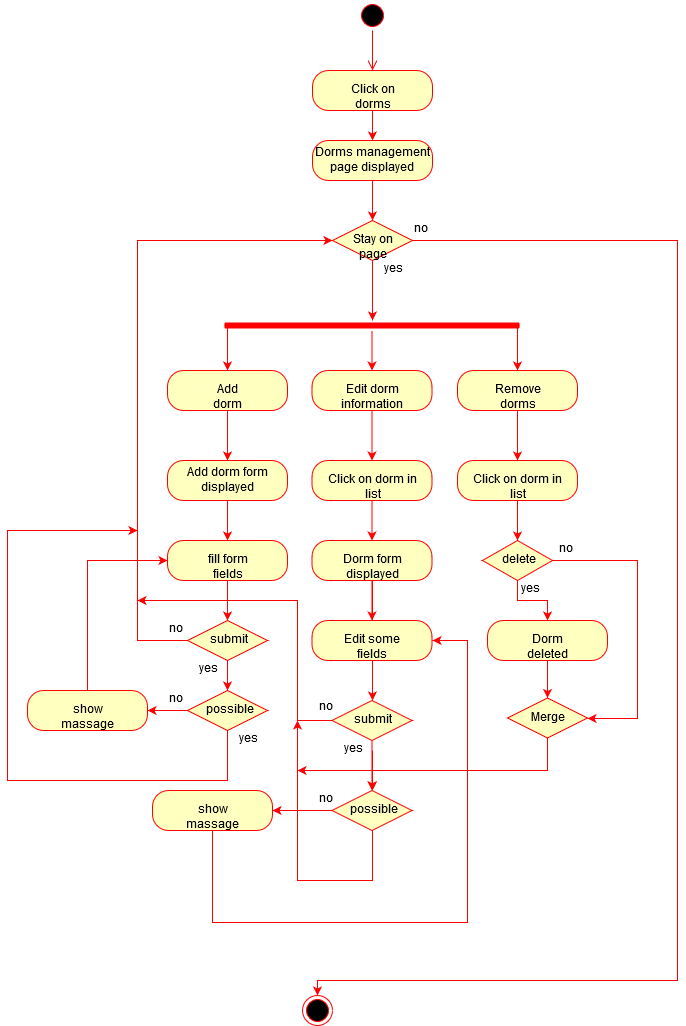 Click on
dorms
Dorms management
page displayed
no
Stay on
page
yes
Add
dorm
Edit dorm
information
Remove
dorms
Add dorm form
displayed
Click on dorm in
list
Click on dorm in
list
fill form
fields
Dorm form
displayed
delete
no
yes
no
submit
yes
Edit some
fields
Dorm
deleted
no
possible
yes
show
massage
no
submit
yes
Merge
no
possible
show
massage